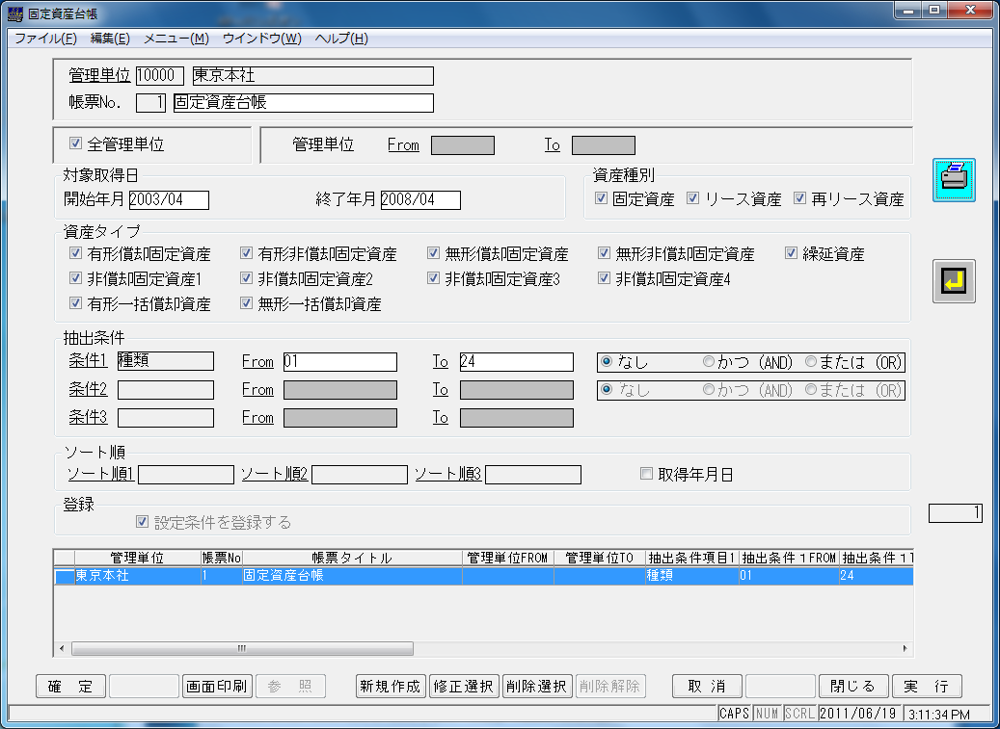 固定資産台帳
ファイル(F) 編集(E) メニュー(M) ウインドウ(W) ヘルプ(H)
管理単位 10000 東京本社
帳票No. 1 固定資産台帳
全管理単位 管理単位 From To
対象取得日 資産種別
開始年月 2003/04 終了年月 2008/04 固定資産 リース資産 再リース資産
資産タイプ
有形償却固定資産 有形非償却固定資産 無形償却固定資産 無形非償却固定資産 繰延資産
非償却固定資産1 非償却固定資産2 非償却固定資産3 非償却固定資産4
有形一括償却資産 無形一括償却資産
抽出条件
条件1 種類 From 01 To 24 なし かつ (AND) または (OR)
条件2 From To なし かつ (AND) または (OR)
条件3 From To
ソート順
ソート順1 ソート順2 ソート順3 取得年月日
登録
設定条件を登録する 1
管理単位 帳票No 帳票タイトル 管理単位FROM 管理単位TO 抽出条件項目1 抽出条件1FROM 抽出条件1T
東京本社 1 固定資産台帳 種類 01 24
確 定 画面印刷 参 照 新規作成 修正選択 削除選択 削除解除 取 消 閉じる 実 行
CAPS NUM SCRL 2011/06/19 3:11:34 PM